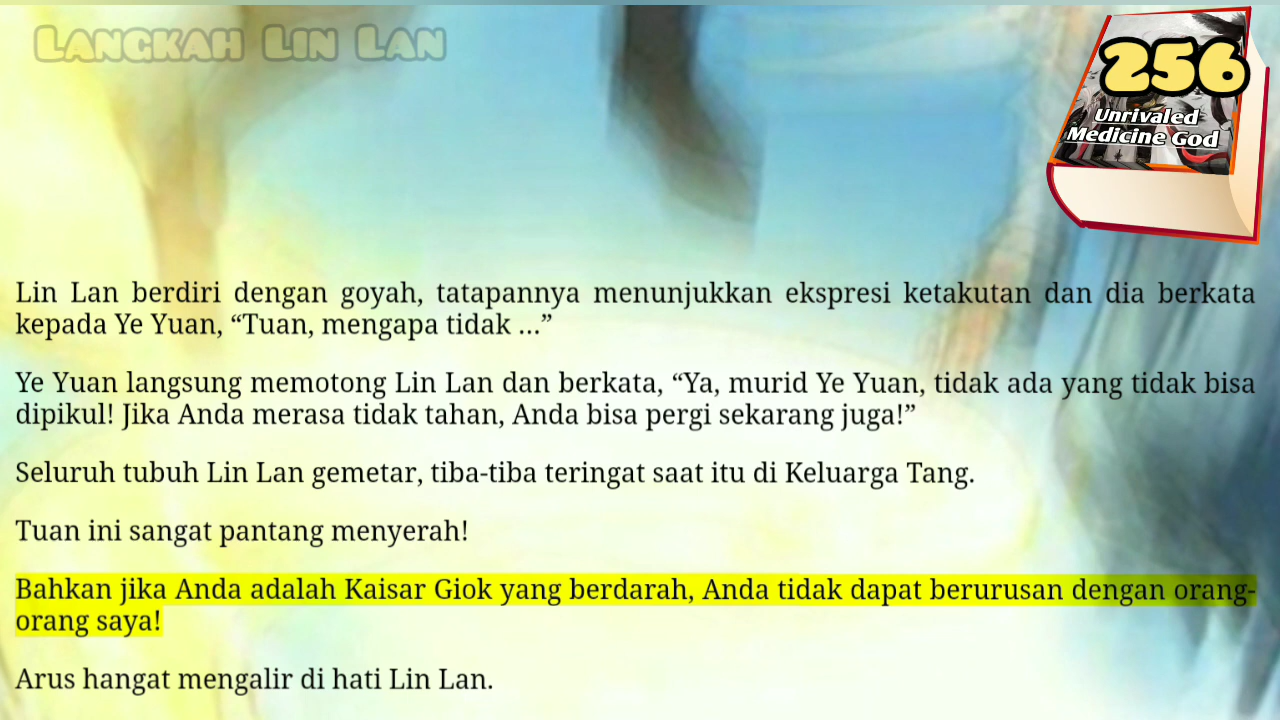 Langkah Lin Lan
256
Unrivaled
Medicine God
Lin Lan berdiri dengan goyah, tatapannya menunjukkan ekspresi ketakutan dan dia berkata
kepada Ye Yuan, “Tuan, mengapa tidak ...”
Ye Yuan langsung memotong Lin Lan dan berkata, “Ya, murid Ye Yuan, tidak ada yang tidak bisa
dipikul! Jika Anda merasa tidak tahan, Anda bisa pergi sekarang juga!”
Seluruh tubuh Lin Lan gemetar, tiba-tiba teringat saat itu di Keluarga Tang.
Tuan ini sangat pantang menyerah!
Bahkan jika Anda adalah Kaisar Giok yang berdarah, Anda tidak dapat berurusan dengan orang-
orang saya!
Arus hangat mengalir di hati Lin Lan.